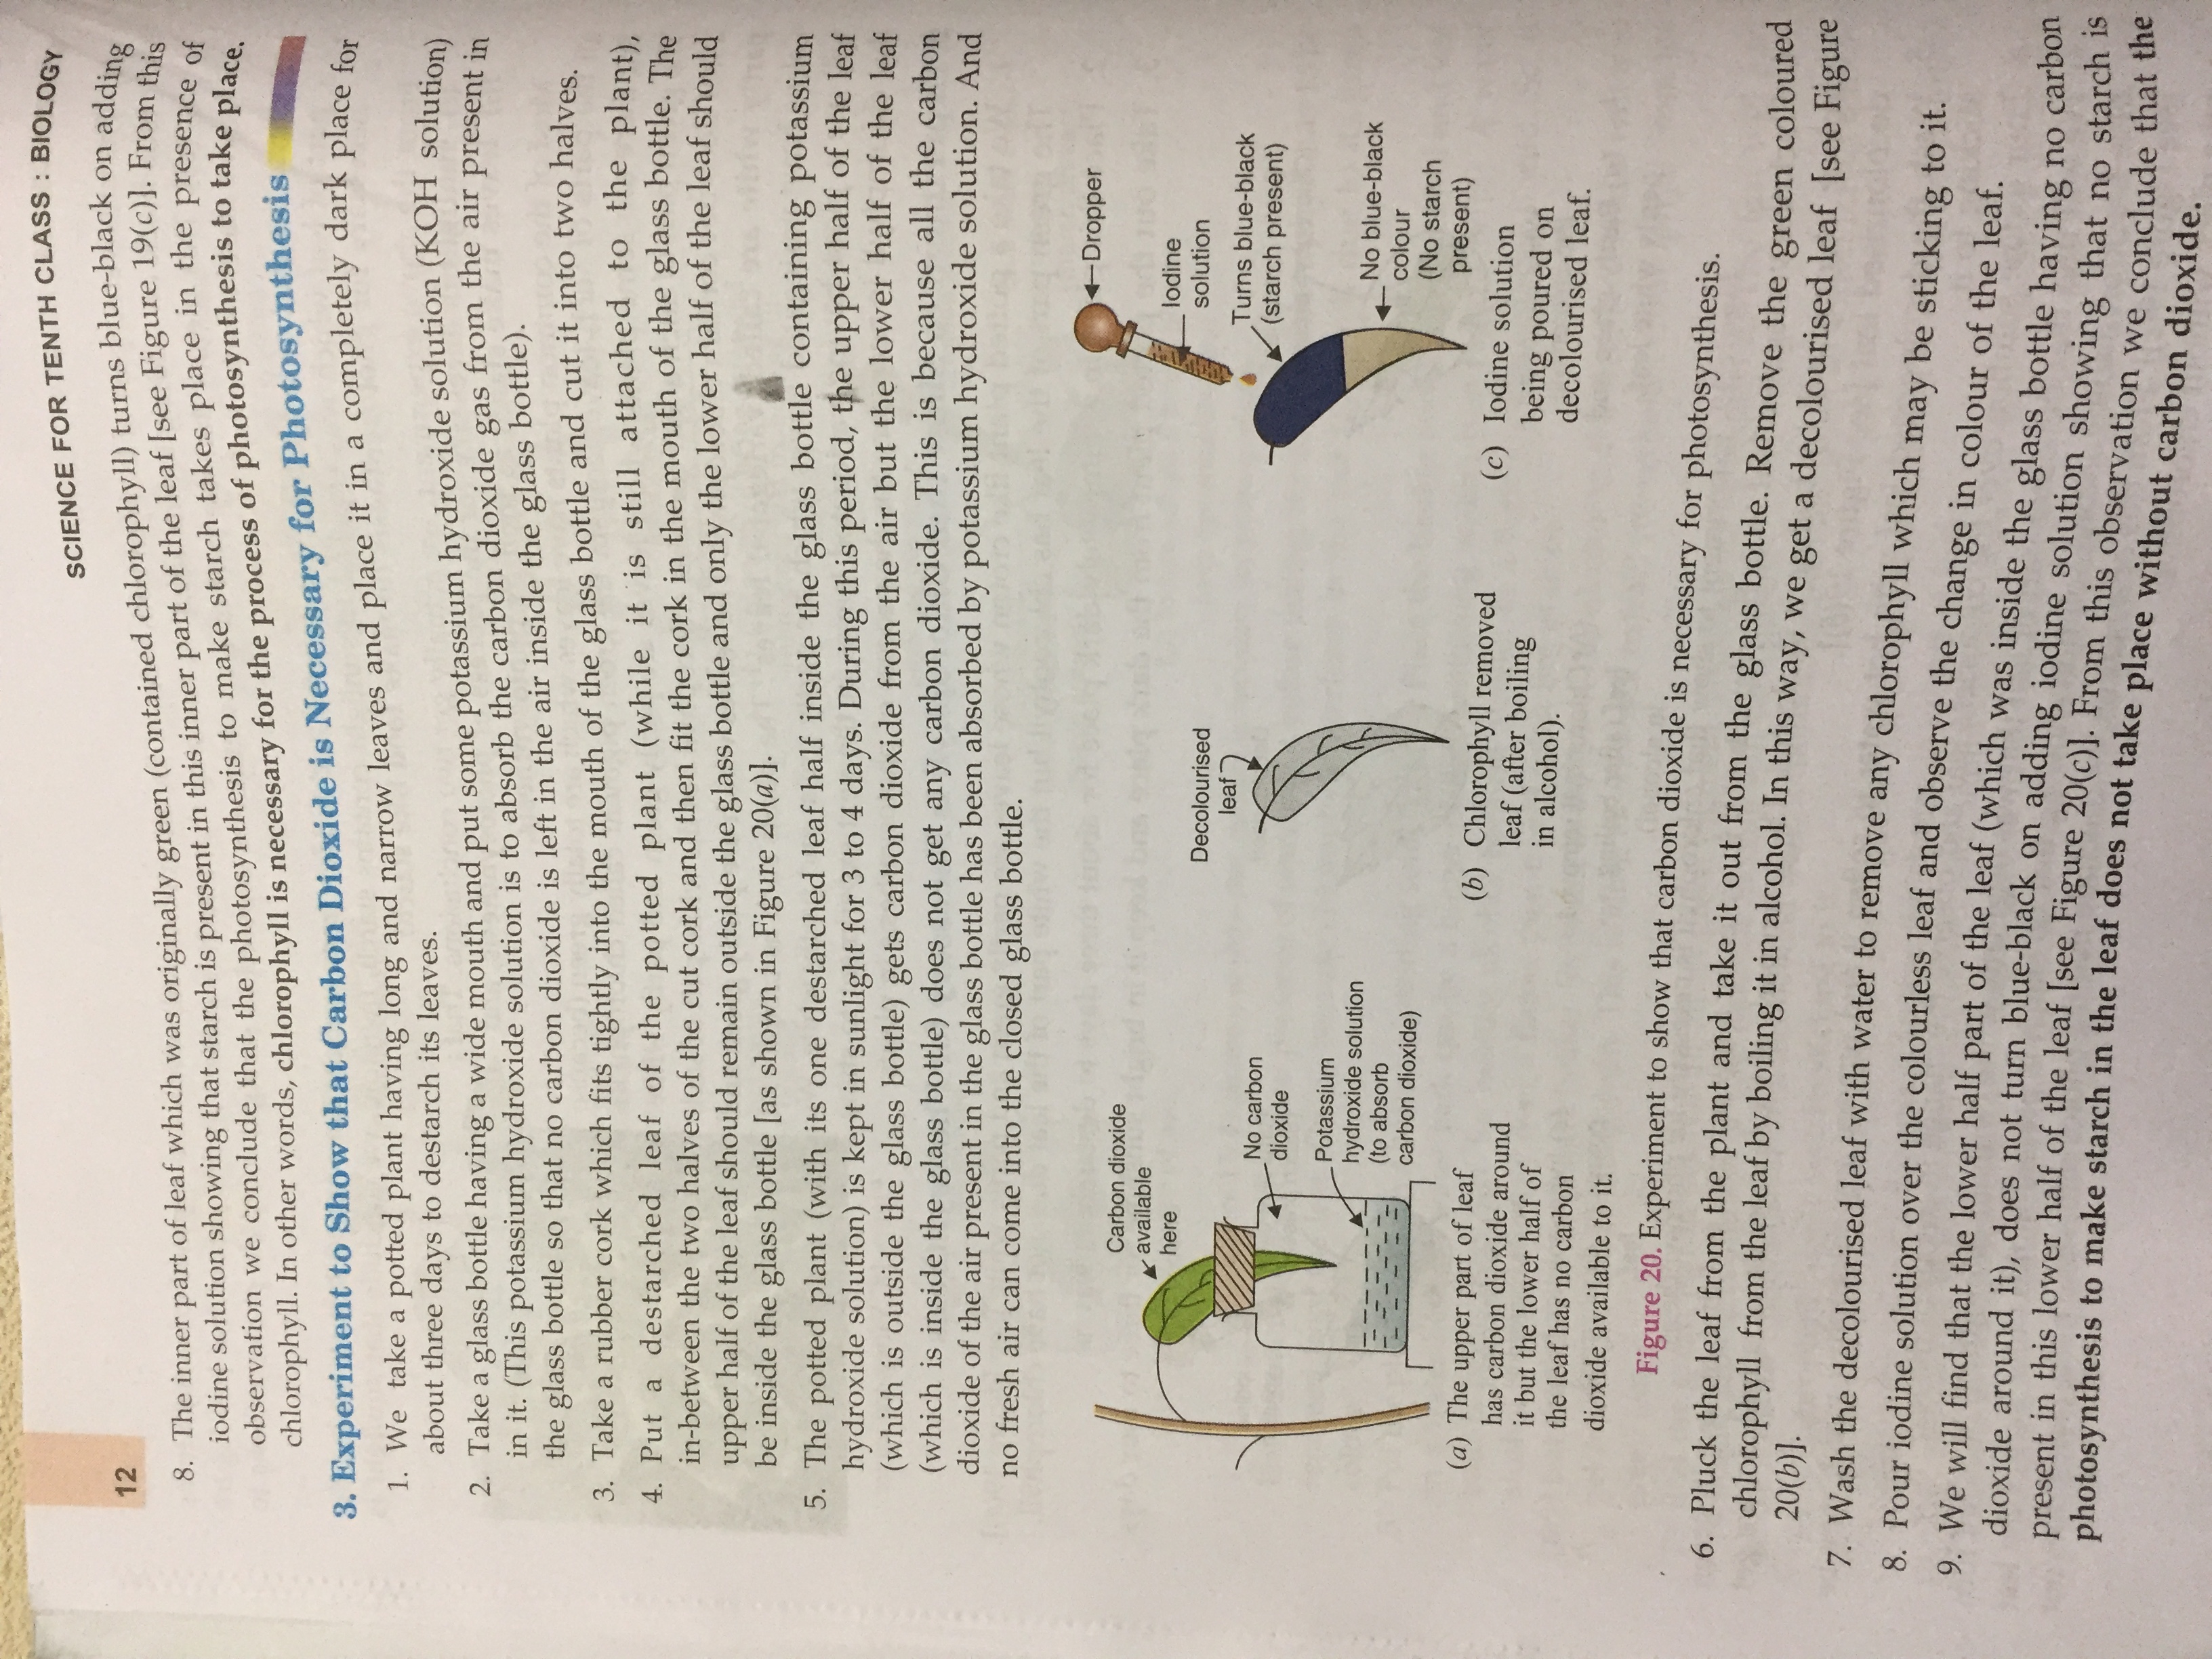 SCIENCE FOR TENTH CLASS : BIOLOGY
12
8. The inner part of leaf which was originally green (contained chlorophyll) turns blue-black on adding
iodine solution showing that starch is present in this inner part of the leaf [see Figure 19(c)]. From this
observation we conclude that the photosynthesis to make starch takes place in the presence of
chlorophyll. In other words, chlorophyll is necessary for the process of photosynthesis to take place.
3. Experiment to Show that Carbon Dioxide is Necessary for Photosynthesis
1. We take a potted plant having long and narrow leaves and place it in a completely dark place for
about three days to destarch its leaves.
2. Take a glass bottle having a wide mouth and put some potassium hydroxide solution (KOH solution)
in it. (This potassium hydroxide solution is to absorb the carbon dioxide gas from the air present in
the glass bottle so that no carbon dioxide is left in the air inside the glass bottle).
3. Take a rubber cork which fits tightly into the mouth of the glass bottle and cut it into two halves.
4. Put a destarched leaf of the potted plant (while it is still attached to the plant),
in-between the two halves of the cut cork and then fit the cork in the mouth of the glass bottle. The
upper half of the leaf should remain outside the glass bottle and only the lower half of the leaf should
be inside the glass bottle [as shown in Figure 20(a)].
5. The potted plant (with its one destarched leaf half inside the glass bottle containing potassium
hydroxide solution) is kept in sunlight for 3 to 4 days. During this period, the upper half of the leaf
(which is outside the glass bottle) gets carbon dioxide from the air but the lower half of the leaf
(which is inside the glass bottle) does not get any carbon dioxide. This is because all the carbon
dioxide of the air present in the glass bottle has been absorbed by potassium hydroxide solution. And
no fresh air can come into the closed glass bottle.
Carbon dioxide
available
here
No carbon
dioxide
Potassium
hydroxide solution
(to absorb
carbon dioxide)
(a) The upper part of leaf
has carbon dioxide around
it but the lower half of
the leaf has no carbon
dioxide available to it.
Decolourised
leaf
(b) Chlorophyll removed
leaf (after boiling
in alcohol).
Dropper
Iodine
solution
Turns blue-black
(starch present)
No blue-black
colour
(No starch
present)
(c) Iodine solution
being poured on
decolourised leaf.
Figure 20. Experiment to show that carbon dioxide is necessary for photosynthesis.
6. Pluck the leaf from the plant and take it out from the glass bottle. Remove the green coloured
chlorophyll from the leaf by boiling it in alcohol. In this way, we get a decolourised leaf [see Figure
20(b)].
7. Wash the decolourised leaf with water to remove any chlorophyll which may be sticking to it.
8. Pour iodine solution over the colourless leaf and observe the change in colour of the leaf.
9. We will find that the lower half part of the leaf (which was inside the glass bottle having no carbon
dioxide around it), does not turn blue-black on adding iodine solution showing that no starch is
present in this lower half of the leaf [see Figure 20(c)]. From this observation we conclude that the
photosynthesis to make starch in the leaf does not take place without carbon dioxide.